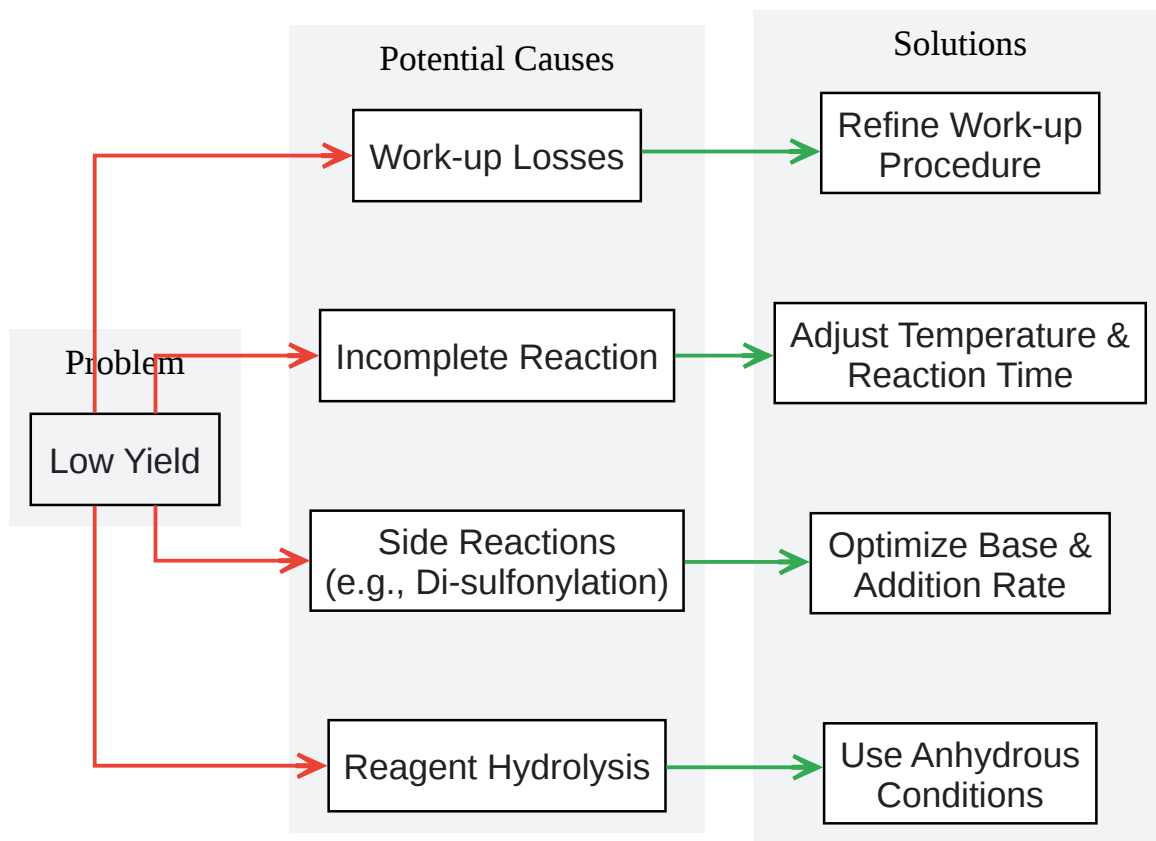 Problem
Low Yield
Potential Causes
Work-up Losses
Incomplete Reaction
Side Reactions
(e.g., Di-sulfonylation)
Reagent Hydrolysis
Solutions
Refine Work-up
Procedure
Adjust Temperature &
Reaction Time
Optimize Base &
Addition Rate
Use Anhydrous
Conditions